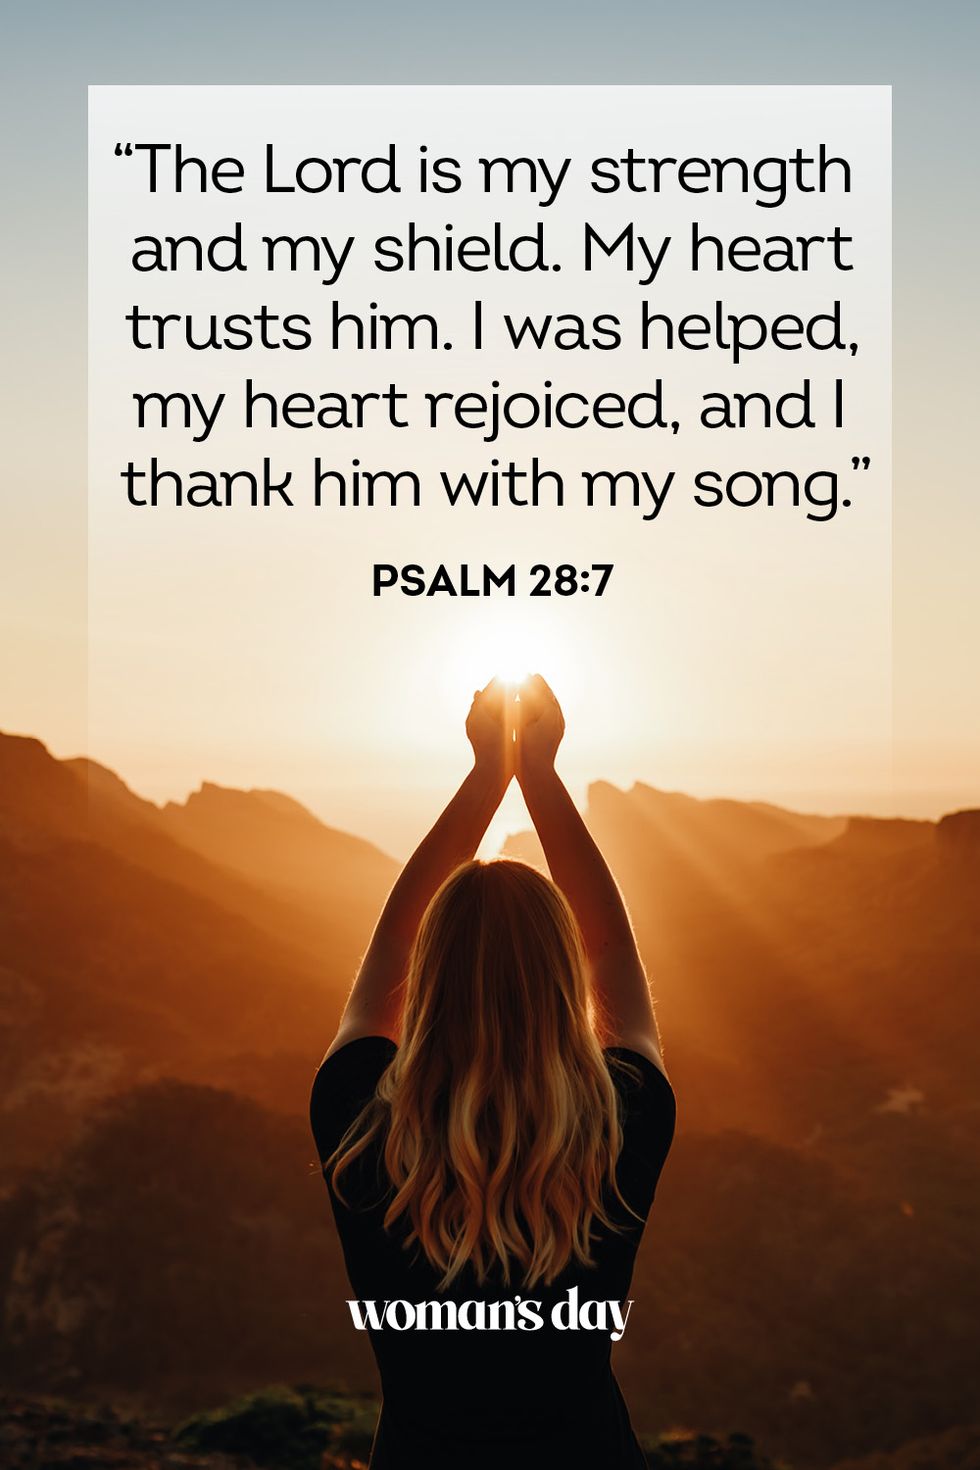 “The Lord is my strength
and my shield. My heart
trusts him. I was helped,
my heart rejoiced, and I
thank him with my song.”
PSALM 28:7
woman's day